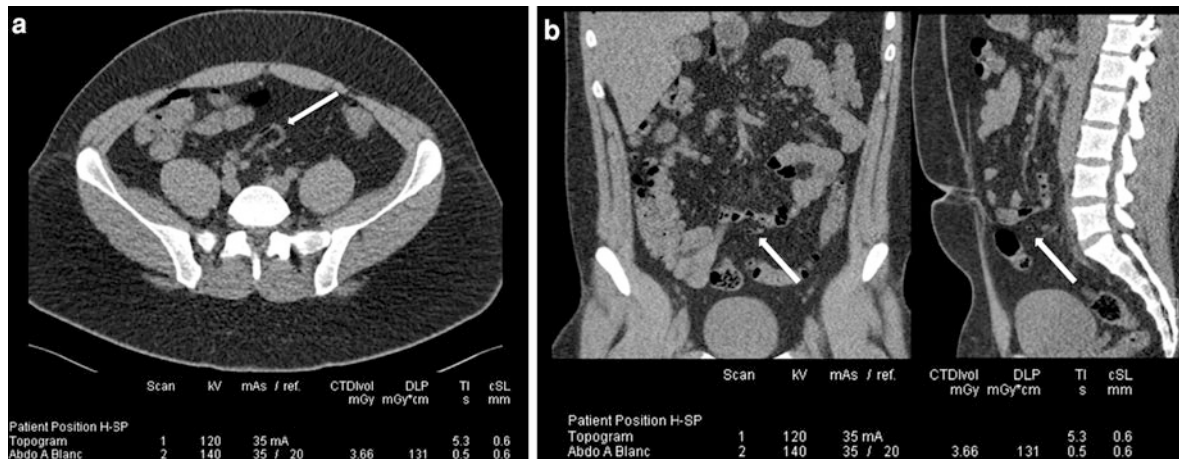 a
Scan kV mAs / ref. CTDIvol DLP TI cSL
mGy mGy*cm s mm
Patient Position H-SP
Topogram 1 120 35 mA 5.3 0.6
Abdo A Blanc 2 140 35 / 20 3.66 131 0.5 0.6
b
Scan kV mAs / ref. CTDIvol DLP TI cSL
mGy mGy*cm s mm
Patient Position H-SP
Topogram 1 120 35 mA 5.3 0.6
Abdo A Blanc 2 140 35 / 20 3.66 131 0.5 0.6